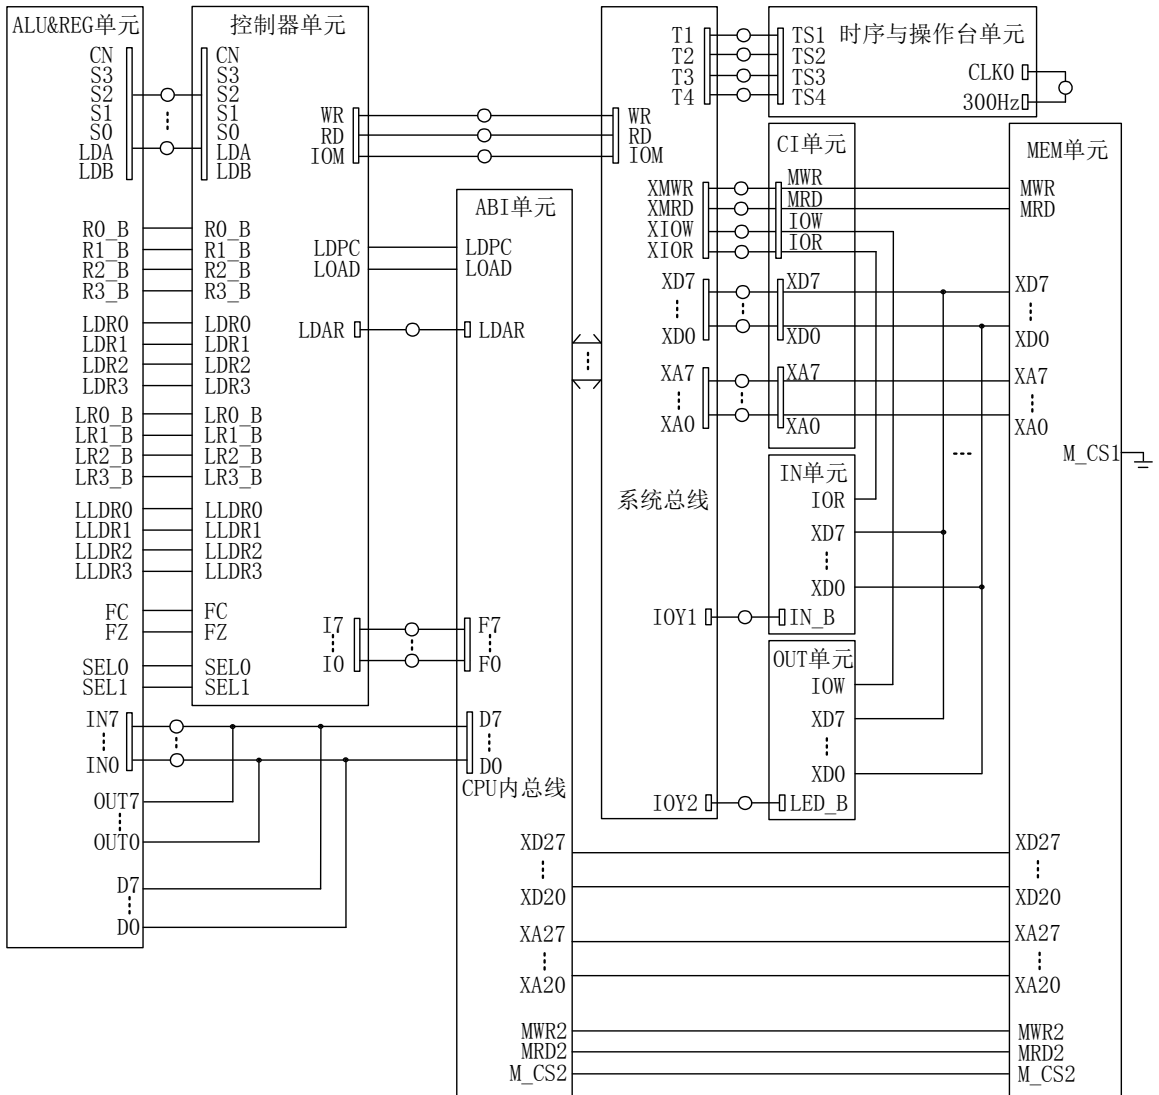 ALU&REG单元
CN
S3
S2
S1
S0
LDA
LDB
R0_B
R1_B
R2_B
R3_B
LDR0
LDR1
LDR2
LDR3
LR0_B
LR1_B
LR2_B
LR3_B
LLDR0
LLDR1
LLDR2
LLDR3
FC
FZ
SEL0
SEL1
IN7
IN0
OUT7
OUT0
D7
D0
控制器单元
CN
S3
S2
S1
S0
LDA
LDB
R0_B
R1_B
R2_B
R3_B
LDR0
LDR1
LDR2
LDR3
LR0_B
LR1_B
LR2_B
LR3_B
LLDR0
LLDR1
LLDR2
LLDR3
FC
FZ
SEL0
SEL1
WR
RD
IOM
LDPC
LOAD
LDAR
I7
I0
ABI单元
LDPC
LOAD
LDAR
F7
F0
D7
D0
CPU内总线
XD27
XD20
XA27
XA20
MWR2
MRD2
M_CS2
T1
T2
T3
T4
WR
RD
IOM
XMWR
XMRD
XIOW
XIOR
XD7
XD0
XA7
XA0
系统总线
IOY1
IOY2
时序与操作台单元
TS1
TS2
TS3
TS4
CLK0
300Hz
CI单元
MWR
MRD
IOW
IOR
XD7
XD0
XA7
XA0
IN单元
IOR
XD7
XD0
IN_B
OUT单元
IOW
XD7
XD0
LED_B
MEM单元
MWR
MRD
XD7
XD0
XA7
XA0
M_CS1
XD27
XD20
XA27
XA20
MWR2
MRD2
M_CS2